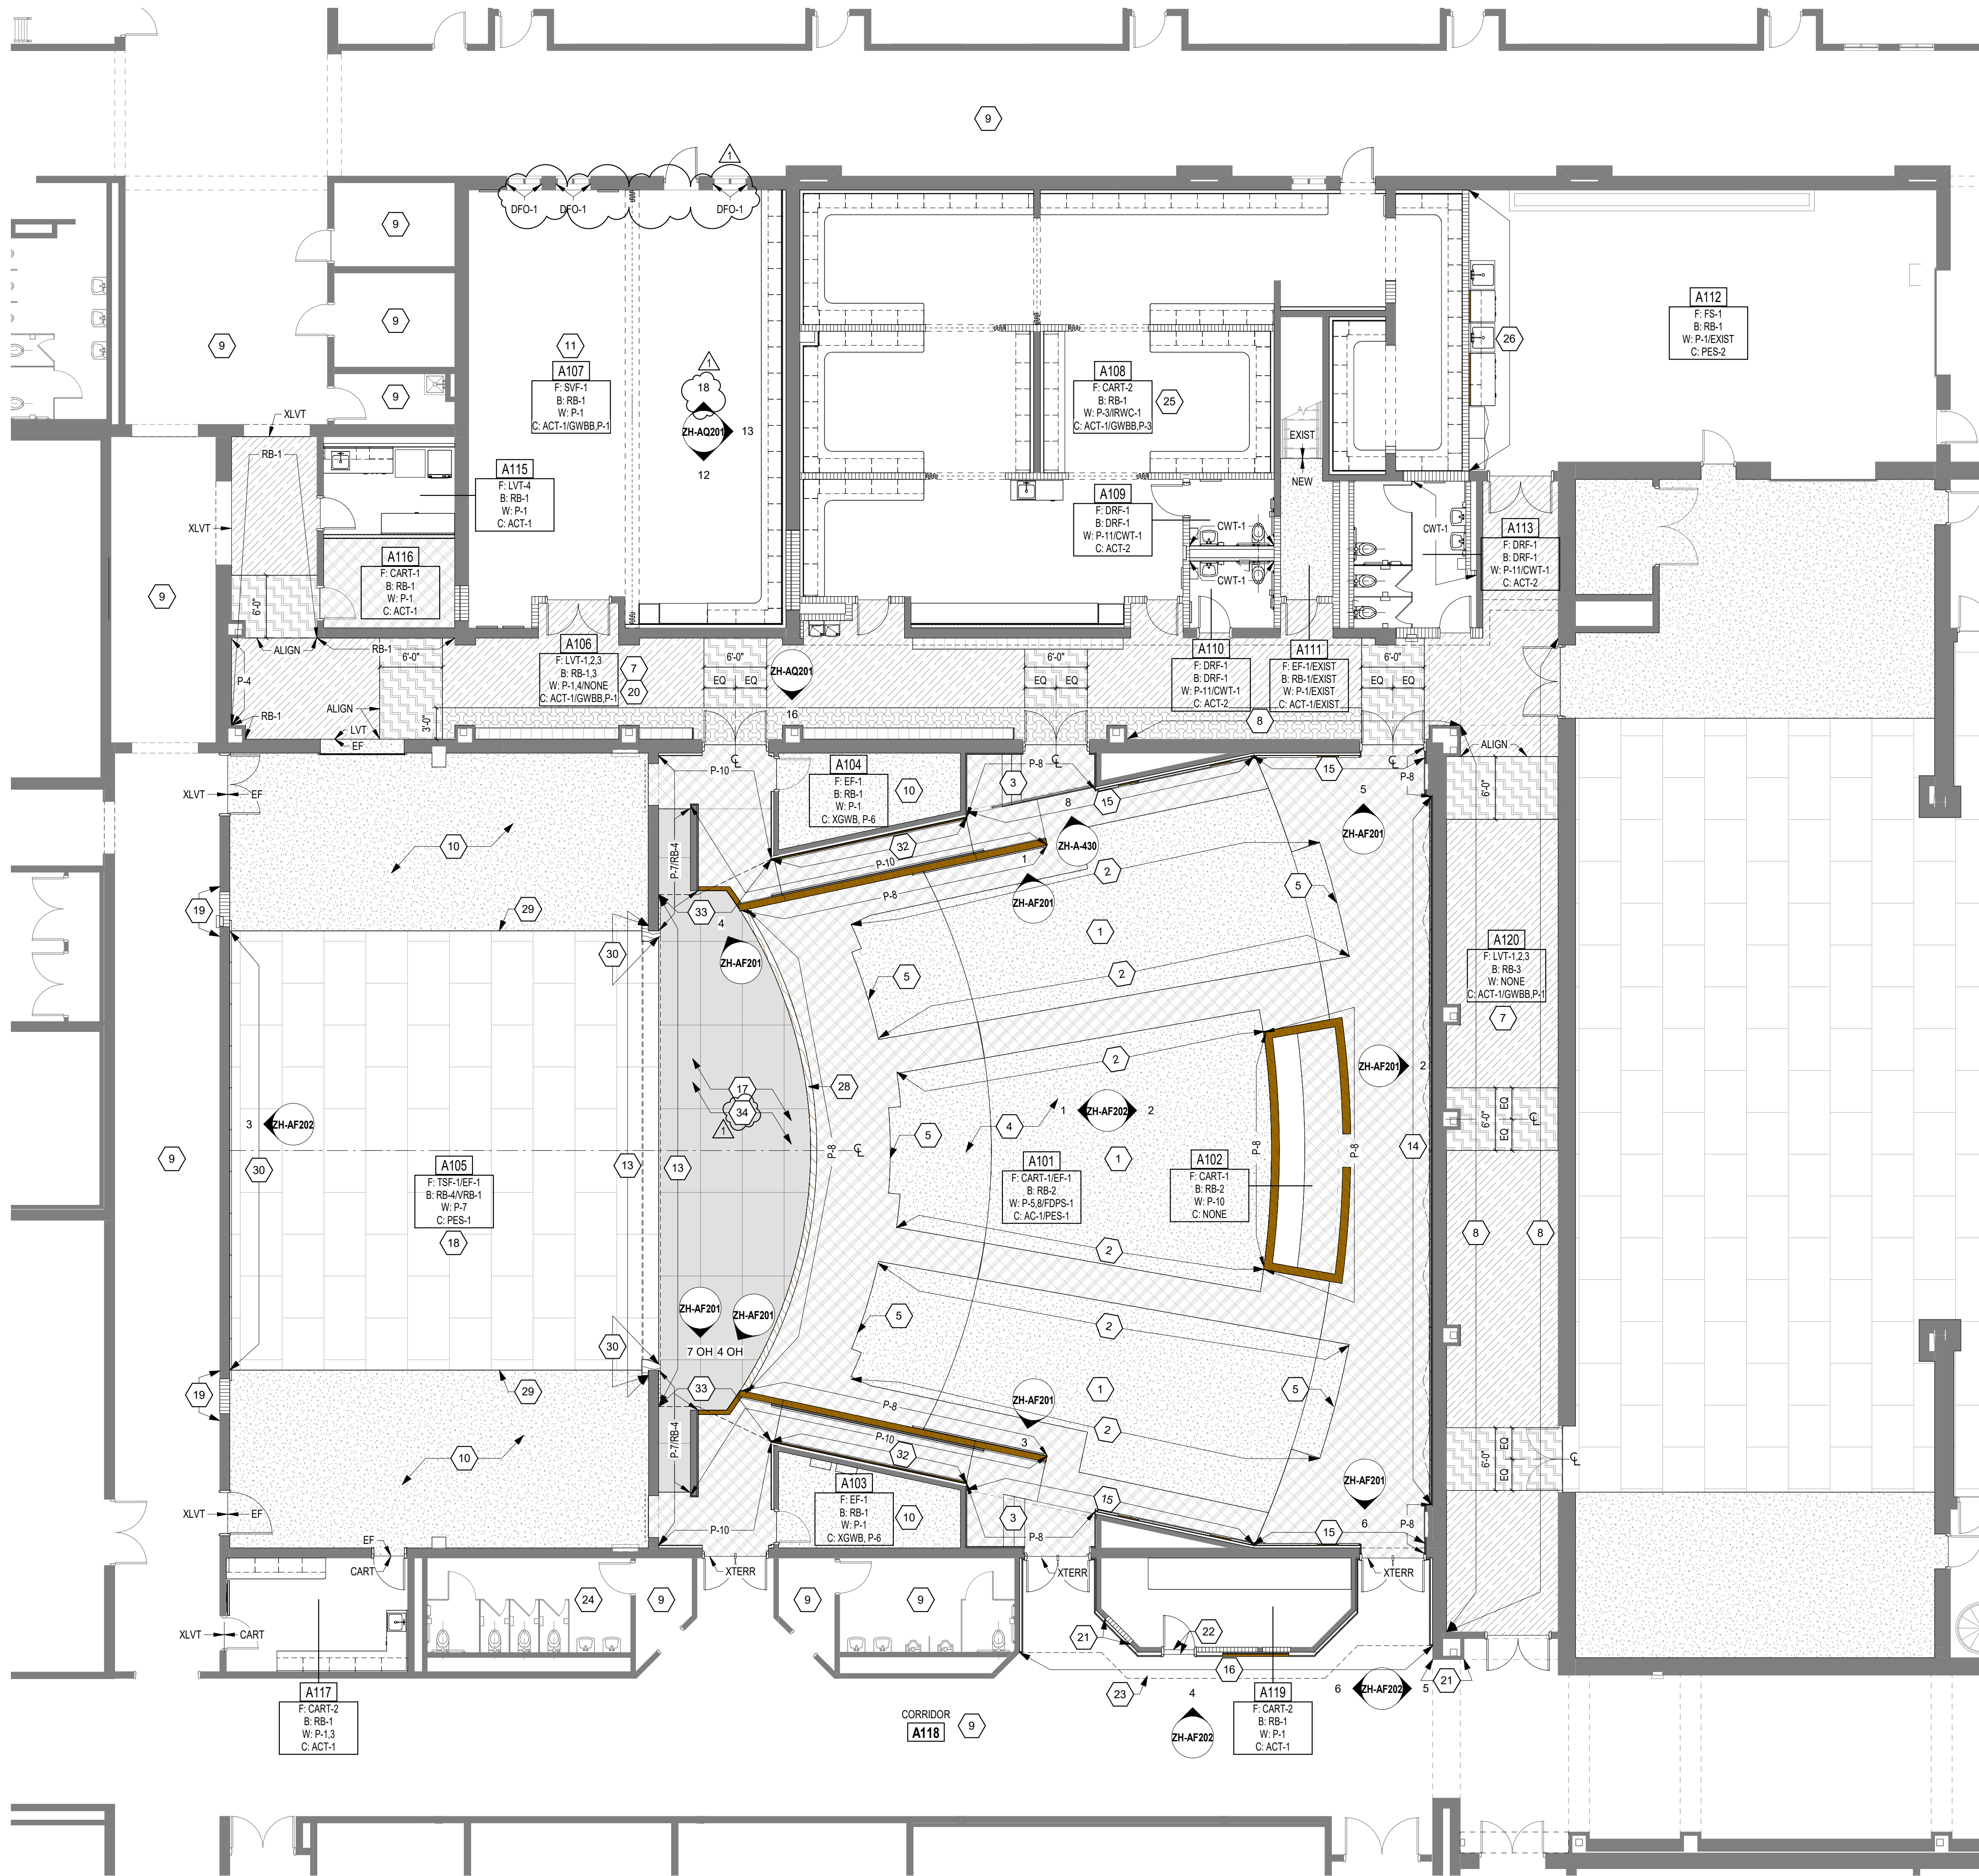 9
1
DFO-1
DFO-1
DFO-1
9
9
9
9
XLVT
RB-1
XLVT
11
A107
F: SVF-1
B: RB-1
W: P-1
C: ACT-1/GWBB,P-1
1
18
ZH-AQ201
13
12
A108
F: CART-2
B: RB-1
W: P-3/IRWC-1
C: ACT-1/GWBB,P-3
25
EXIST
NEW
26
A112
F: FS-1
B: RB-1
W: P-1/EXIST
C: PES-2
A115
F: LVT-4
B: RB-1
W: P-1
C: ACT-1
A116
F: CART-1
B: RB-1
W: P-1
C: ACT-1
A109
F: DRF-1
B: DRF-1
W: P-11/CWT-1
C: ACT-2
CWT-1
CWT-1
CWT-1
A113
F: DRF-1
B: DRF-1
W: P-11/CWT-1
C: ACT-2
9
6'-0"
ALIGN
RB-1
6'-0"
P-4
RB-1
ALIGN
3'-0"
LVT
EF
A106
F: LVT-1,2,3
B: RB-1,3
W: P-1,4/NONE
C: ACT-1/GWBB,P-1
7
20
6'-0"
EQ
EQ
ZH-AQ201
16
6'-0"
EQ
EQ
A110
F: DRF-1
B: DRF-1
W: P-11/CWT-1
C: ACT-2
A111
F: EF-1/EXIST
B: RB-1/EXIST
W: P-1/EXIST
C: ACT-1/EXIST
6'-0"
EQ
EQ
8
ALIGN
6'-0"
XLVT
EF
10
P-10
A104
F: EF-1
B: RB-1
W: P-1
C: XGWB, P-6
10
3
P-8
8
15
15
P-8
5
ZH-AF201
32
P-10
1
ZH-A-430
P-8
ZH-AF201
2
5
P-7/RB-4
19
29
33
30
4
ZH-AF201
1
5
2
A120
F: LVT-1,2,3
B: RB-3
W: NONE
C: ACT-1/GWBB,P-1
7
17
34
1
28
2
ZH-AF201
2
3
ZH-AF202
4
1
ZH-AF202
2
5
6'-0"
EQ
EQ
9
30
13
13
P-8
P-8
P-8
14
A105
F: TSF-1/EF-1
B: RB-4/VRB-1
W: P-7
C: PES-1
18
A101
F: CART-1/EF-1
B: RB-2
W: P-5,8/FDPS-1
C: AC-1/PES-1
1
A102
F: CART-1
B: RB-2
W: P-10
C: NONE
8
8
2
ZH-AF201
ZH-AF201
7 OH
4 OH
30
5
2
19
29
33
P-8
ZH-AF201
1
5
2
3
P-7/RB-4
10
P-10
32
6'-0"
EQ
EQ
XLVT
EF
P-10
A103
F: EF-1
B: RB-1
W: P-1
C: XGWB, P-6
10
3
P-8
15
ZH-AF201
6
15
P-8
EF
CART
XTERR
XTERR
XTERR
XLVT
CART
24
9
9
9
21
22
16
23
21
A117
F: CART-2
B: RB-1
W: P-1,3
C: ACT-1
CORRIDOR
A118
9
4
ZH-AF202
A119
F: CART-2
B: RB-1
W: P-1
C: ACT-1
6
ZH-AF202
5